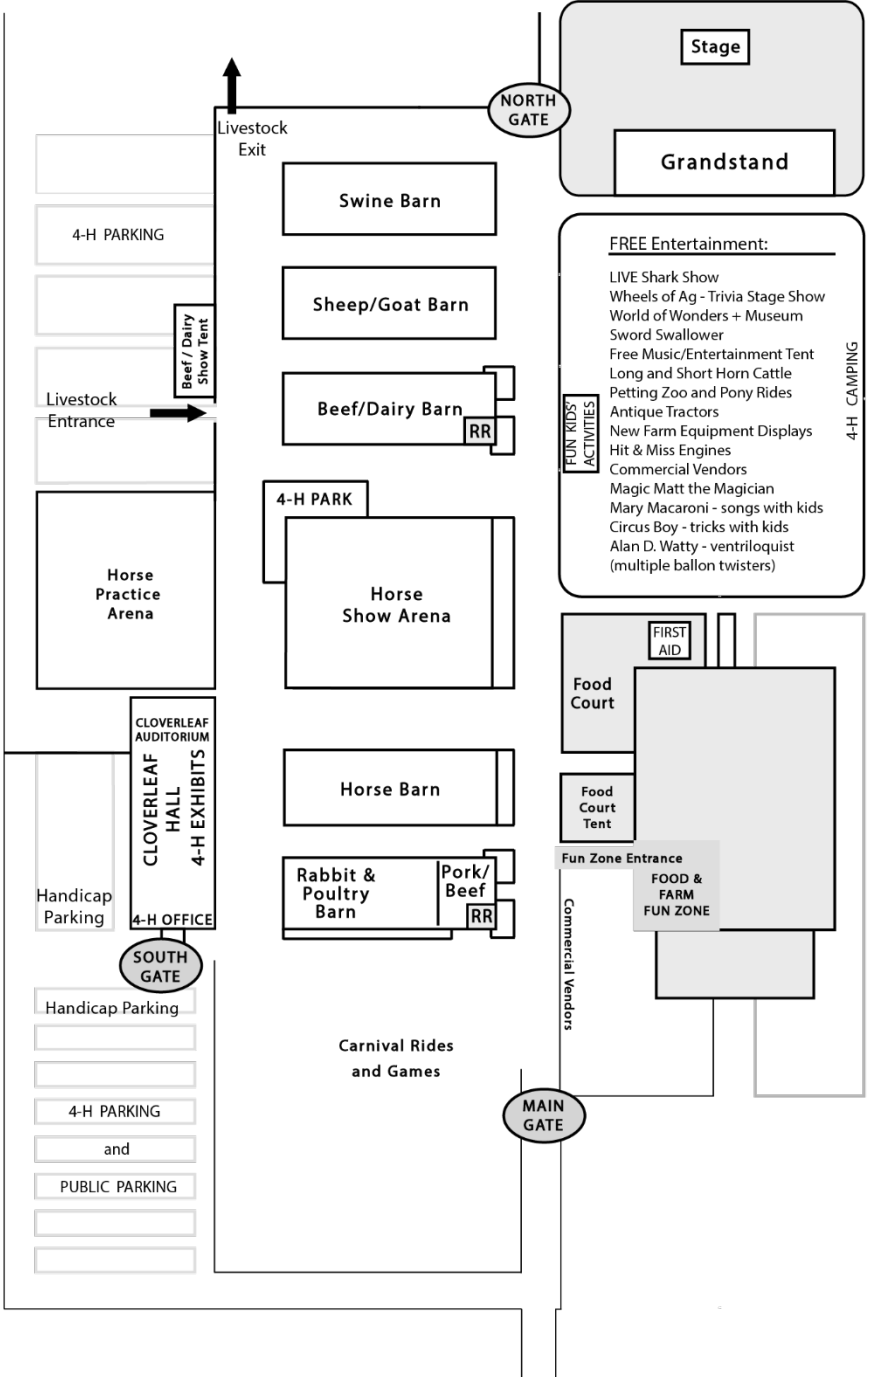 Stage
NORTH
GATE
Grandstand
Livestock
Exit
Swine Barn
4-H PARKING
FREE Entertainment:
LIVE Shark Show
Wheels of Ag - Trivia Stage Show
World of Wonders + Museum
Sword Swallower
Free Music/Entertainment Tent
Long and Short Horn Cattle
Petting Zoo and Pony Rides
Antique Tractors
New Farm Equipment Displays
Hit & Miss Engines
Commercial Vendors
Magic Matt the Magician
Mary Macaroni - songs with kids
Circus Boy - tricks with kids
Alan D. Watty - ventriloquist
(multiple ballon twisters)
FUN KIDS'
ACTIVITIES
4-H CAMPING
Sheep/Goat Barn
Beef / Dairy
Show Tent
Livestock
Entrance
Beef/Dairy Barn
RR
4-H PARK
Horse
Practice
Arena
Horse
Show Arena
FIRST
AID
Food
Court
CLOVERLEAF
AUDITORIUM
CLOVERLEAF
HALL
4-H EXHIBITS
4-H OFFICE
Horse Barn
Food
Court
Tent
Fun Zone Entrance
FOOD &
FARM
FUN ZONE
Rabbit &
Poultry
Barn
Pork/
Beef
RR
Handicap
Parking
SOUTH
GATE
Commercial Vendors
Handicap Parking
Carnival Rides
and Games
4-H PARKING
and
PUBLIC PARKING
MAIN
GATE